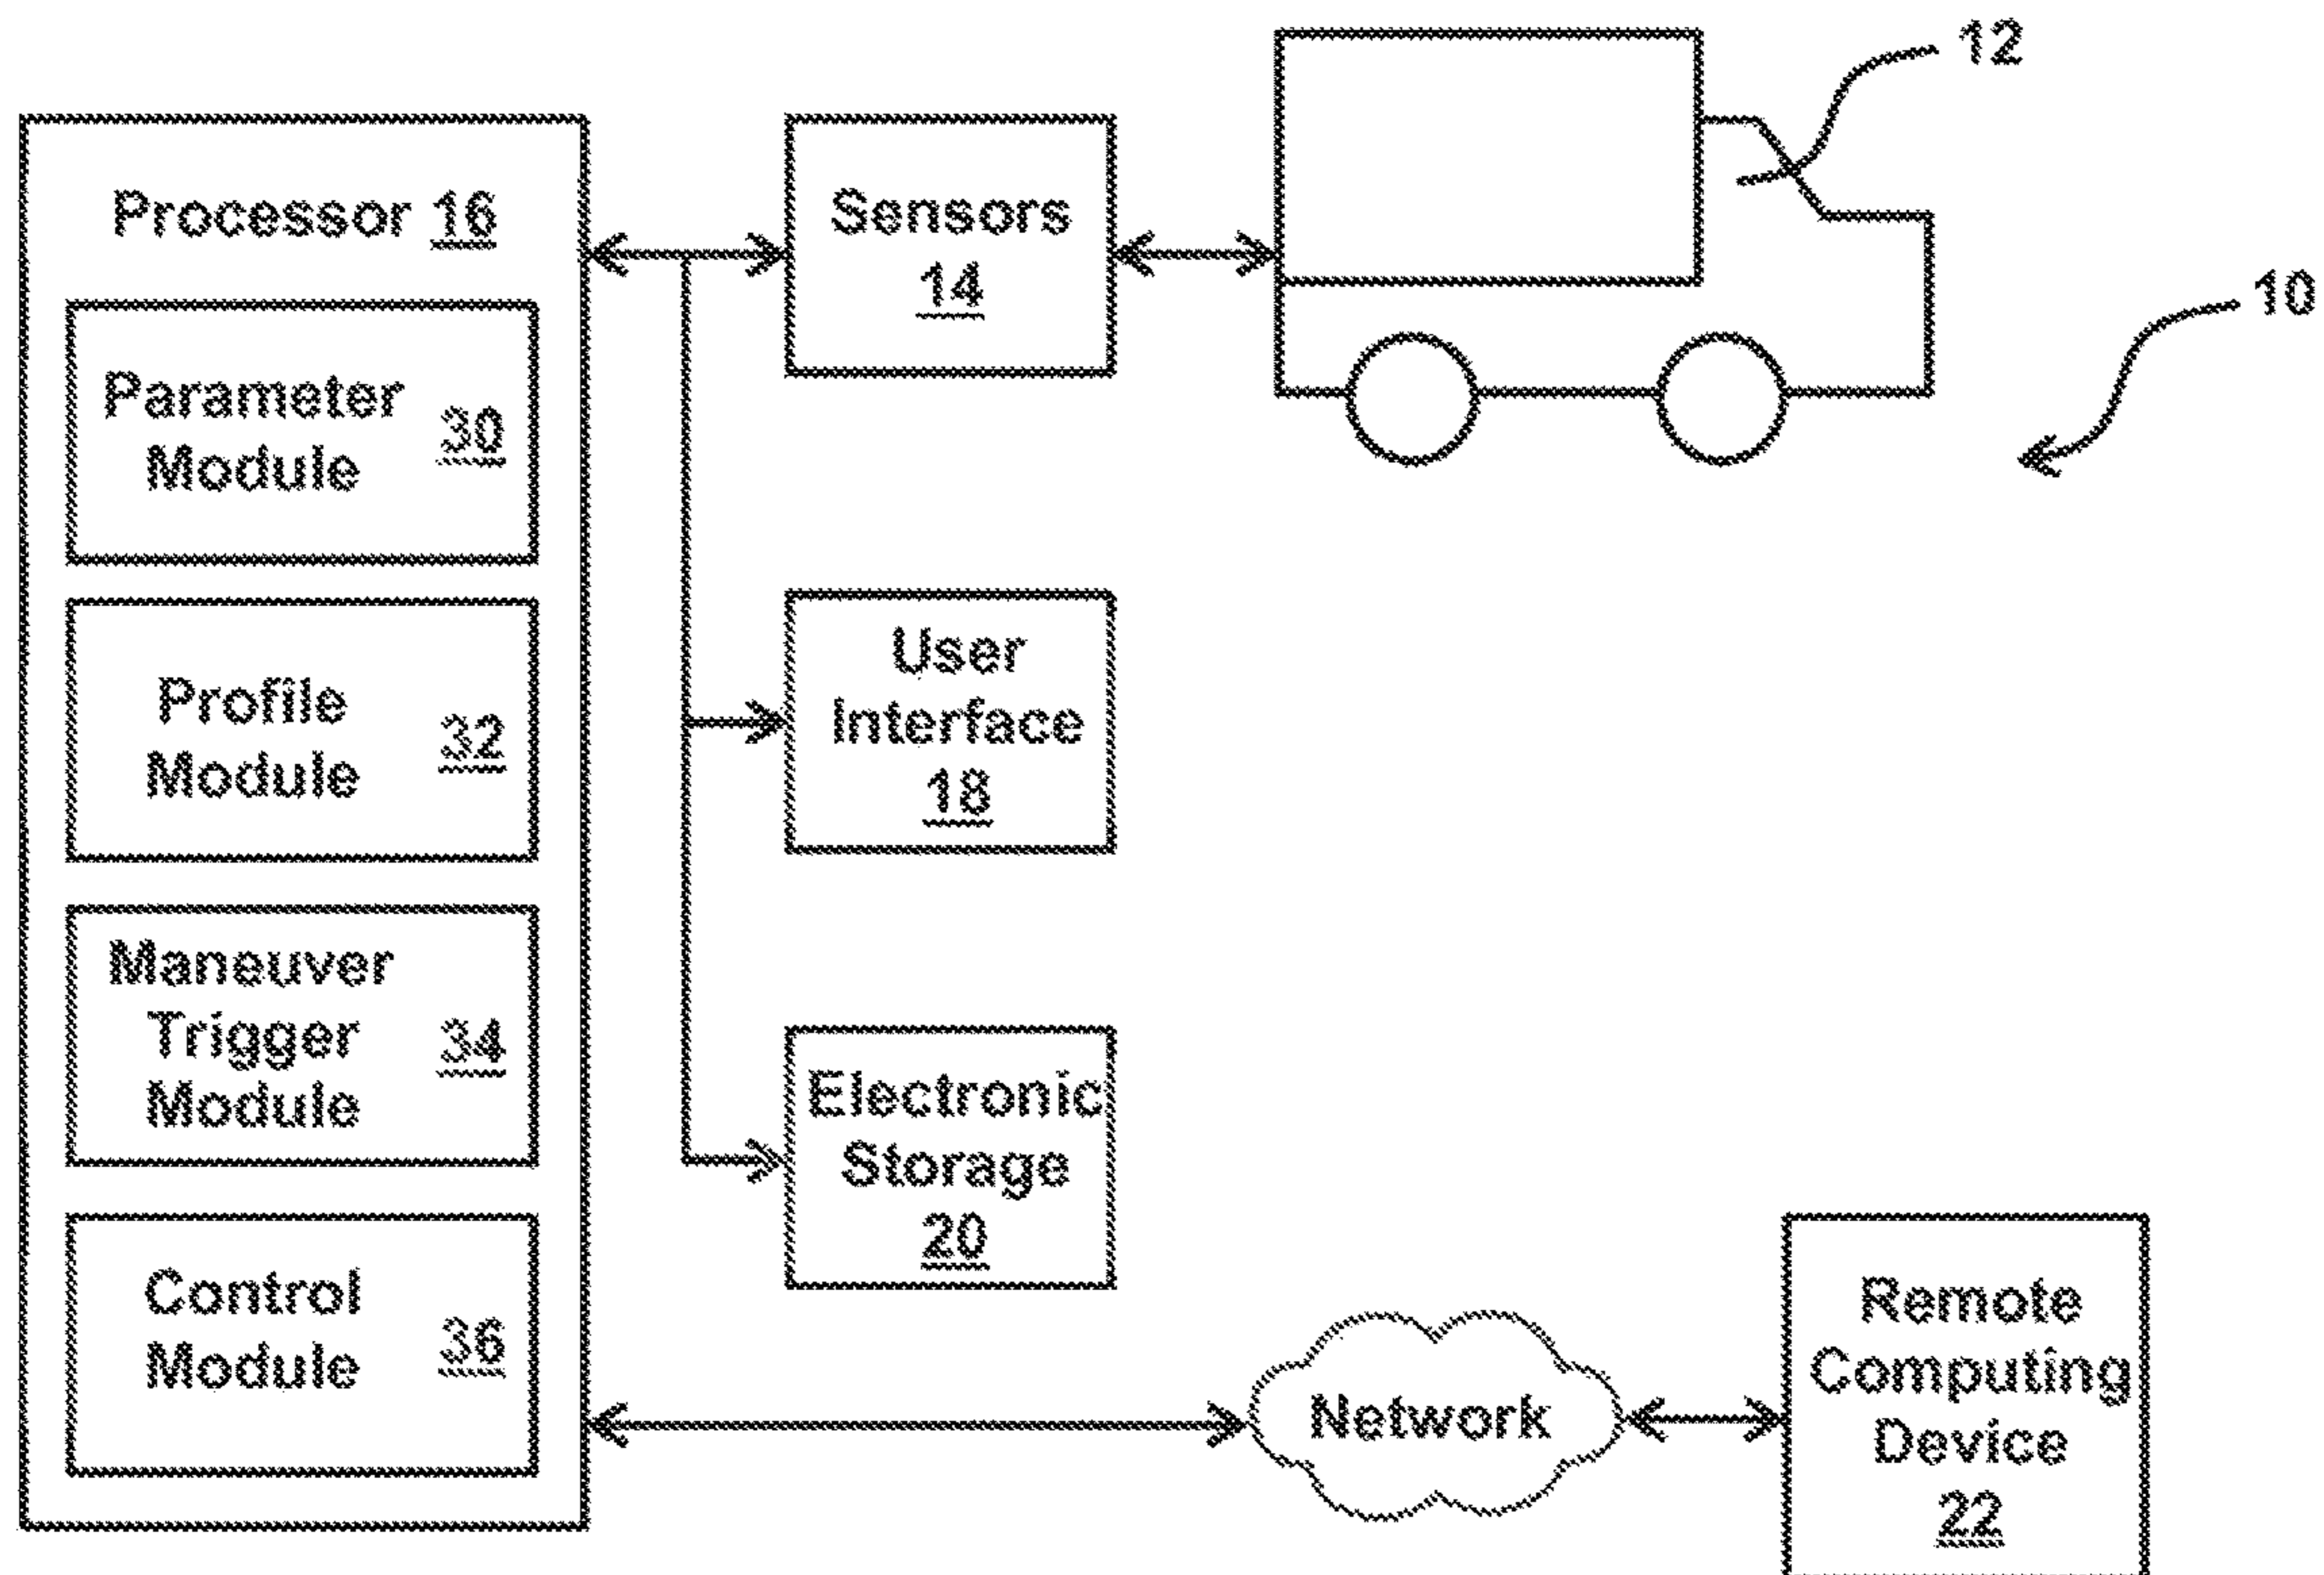 12
10
Processor 16
Parameter
Module
30
Profile
Module
32
Maneuver
Trigger
Module
34
Control
Module
36
Sensors
14
User
Interface
18
Electronic
Storage
20
Network
Remote
Computing
Device
22